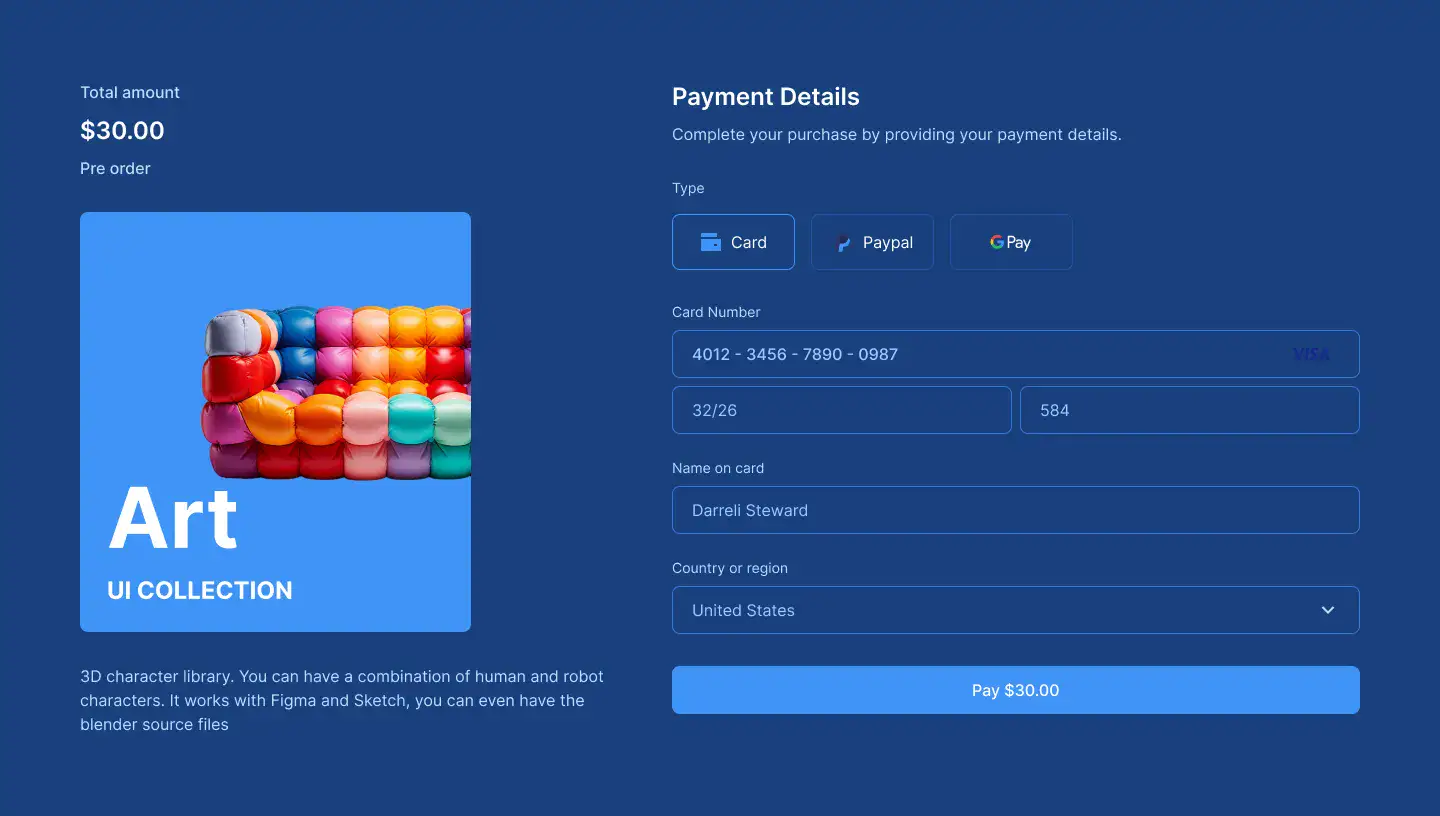 Total amount
$30.00
Pre order
Art
UI COLLECTION
3D character library. You can have a combination of human and robot
characters. It works with Figma and Sketch, you can even have the
blender source files
Payment Details
Complete your purchase by providing your payment details.
Type
Card
Paypal
G Pay
Card Number
4012 - 3456 - 7890 - 0987
VISA
32/26
584
Name on card
Darreli Steward
Country or region
United States
Pay $30.00